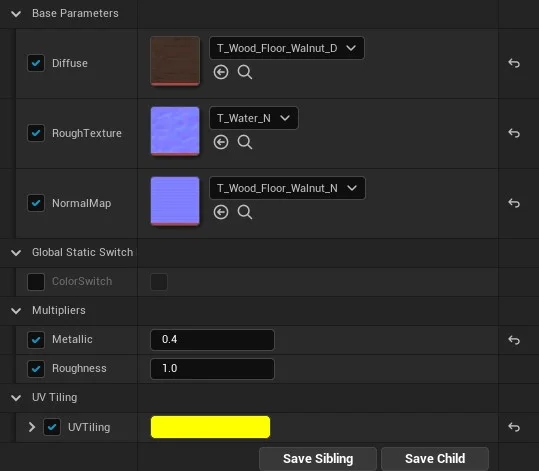 Base Parameters
Diffuse
T_Wood_Floor_Walnut_D
RoughTexture
T_Water_N
NormalMap
T_Wood_Floor_Walnut_N
Global Static Switch
ColorSwitch
Multipliers
Metallic
0.4
Roughness
1.0
UV Tiling
UVTiling
Save Sibling
Save Child